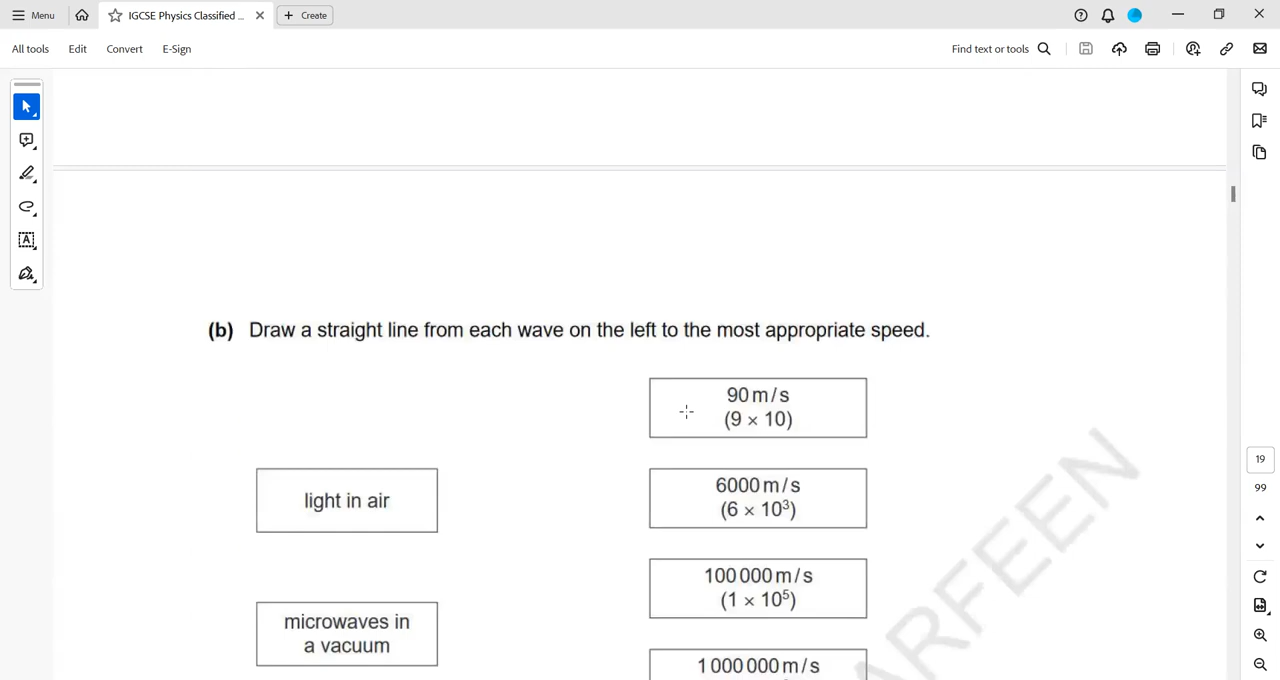 Menu
IGCSE Physics Classified ...
Create
All tools
Edit
Convert
E-Sign
Find text or tools
(b) Draw a straight line from each wave on the left to the most appropriate speed.
90 m / s
(9 × 10)
light in air
6000 m / s
(6 × 10³)
100 000 m / s
(1 × 10⁵)
microwaves in
a vacuum
1 000 000 m / s
ARFEEN
19
99